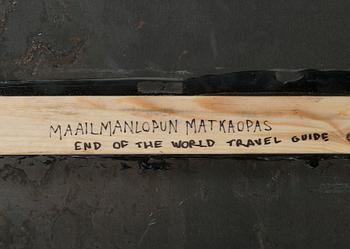 MAAILMANLOPUN MATKAOPAS
END OF THE WORLD TRAVEL GUIDE